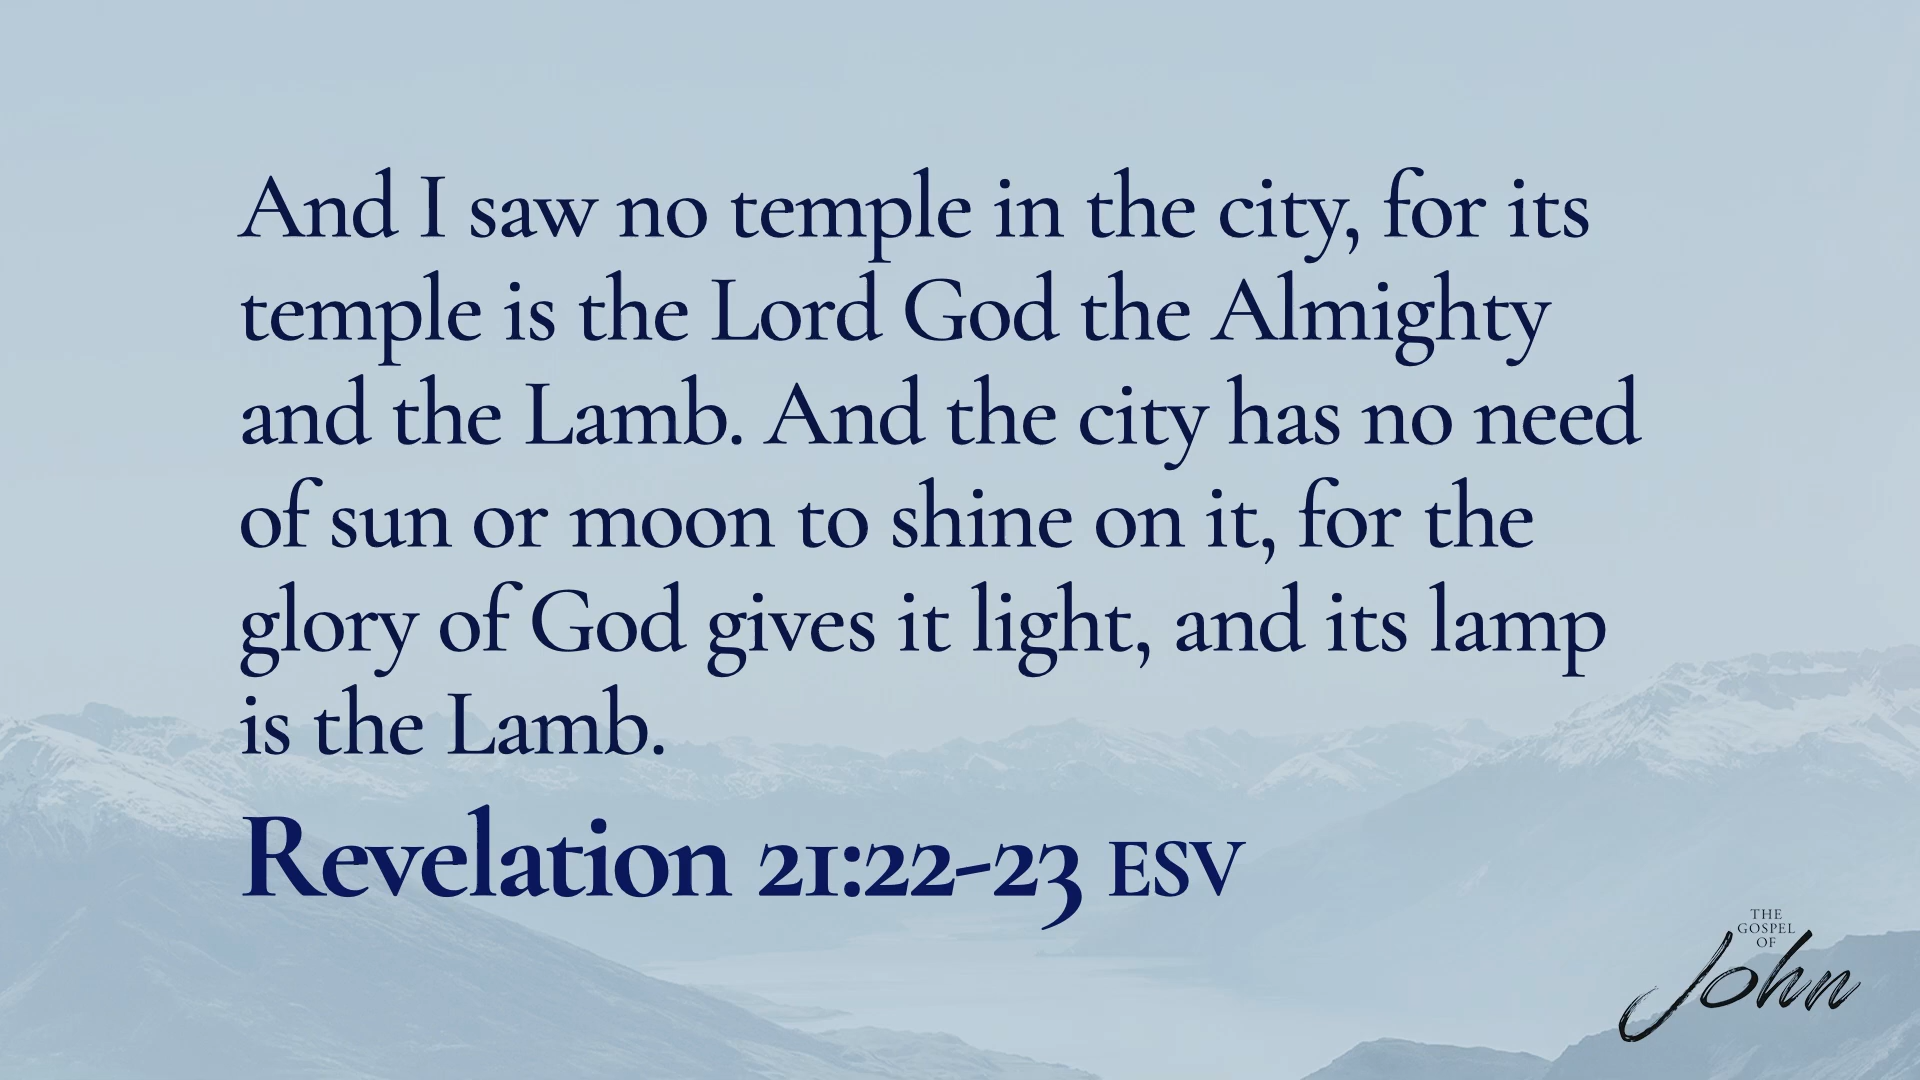 And I saw no temple in the city, for its
temple is the Lord God the Almighty
and the Lamb. And the city has no need
of sun or moon to shine on it, for the
glory of God gives it light, and its lamp
is the Lamb.
Revelation 21:22-23 ESV
THE
GOSPEL
OF
John